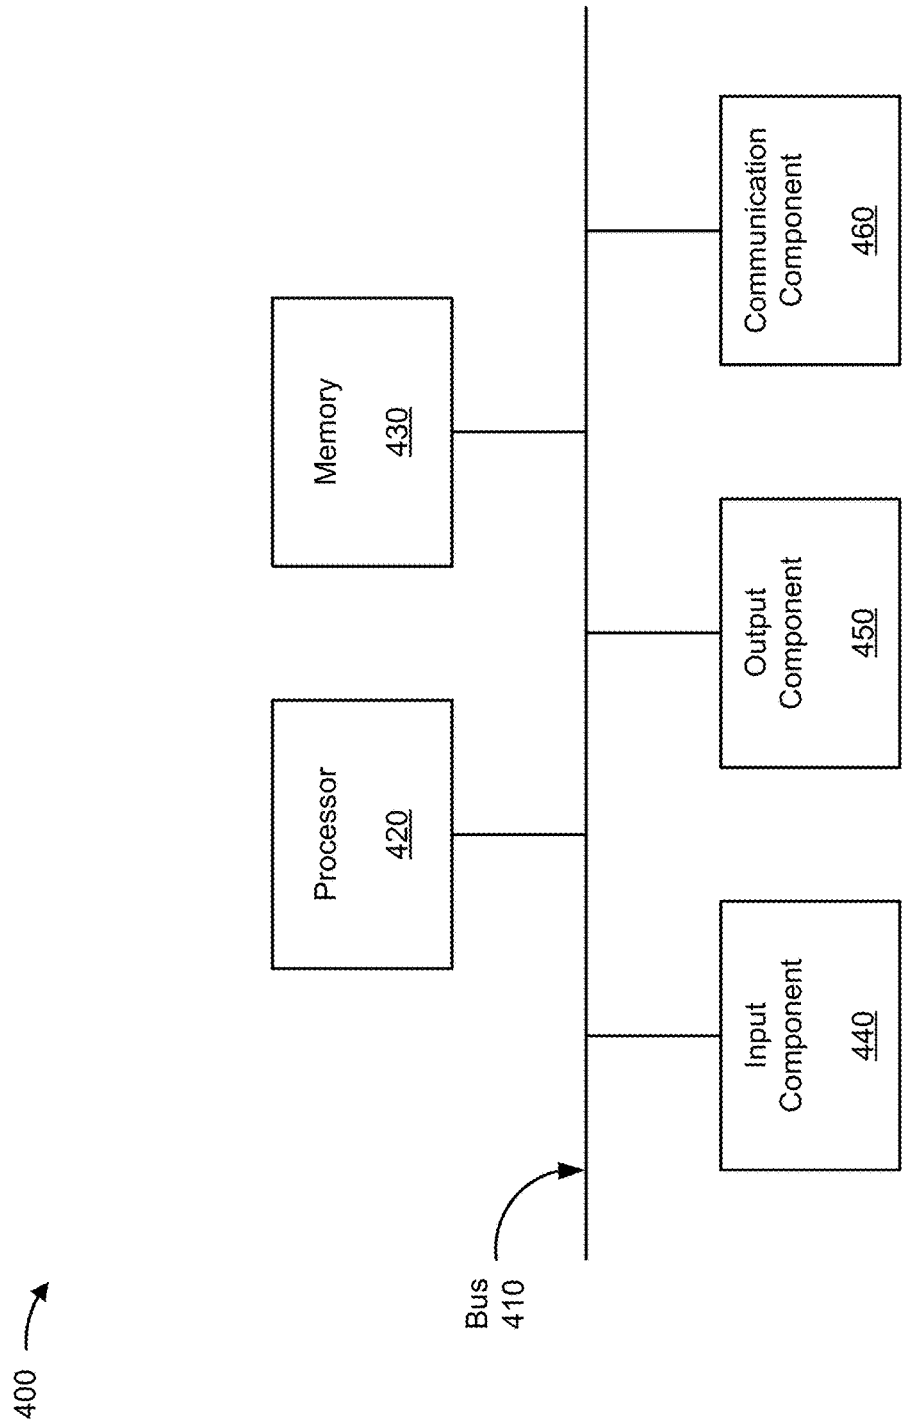 400
Bus
410
Processor
420
Memory
430
Input
Component
440
Output
Component
450
Communication
Component
460